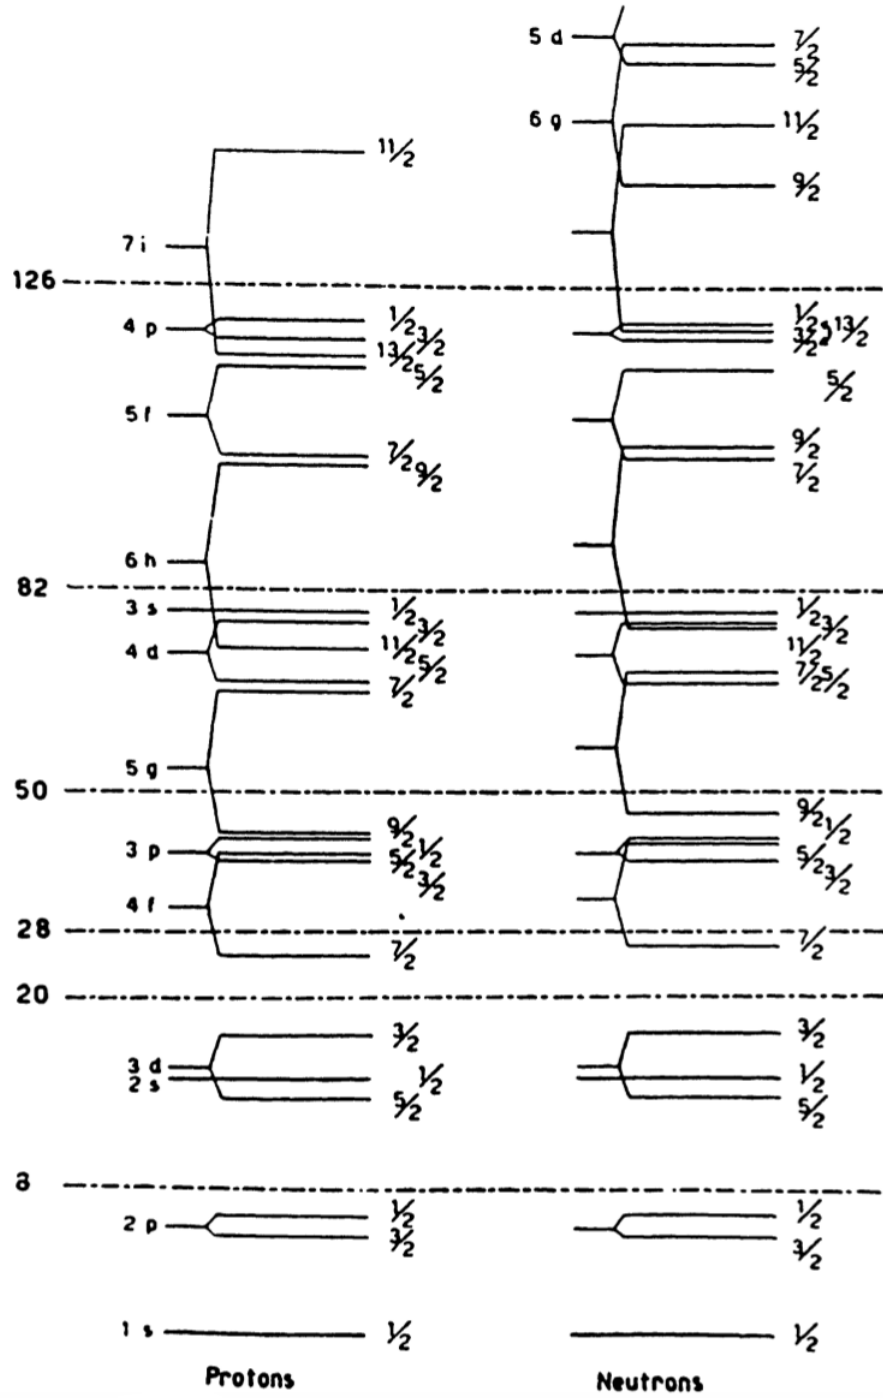 5 d 7/2
5/2
6 g 11/2
11/2
9/2
7 i
126
1/2 1/2
4 p 3/2 3/2 , 13/2
13/2
5/2 5/2
5 f
9/2
7/2 9/2 7/2
6 h
82
3 s 1/2 1/2
3/2 3/2
4 d 11/2 11/2
5/2 7/2 5/2
7/2
5 g
50
9/2 9/2 1/2
3 p 5/2 1/2 5/2
3/2 3/2
4 f
28
7/2 7/2
20
3/2 3/2
3 d
2 s 1/2 1/2
5/2 5/2
8
1/2 1/2
2 p 3/2 3/2
1 s 1/2 1/2
Protons Neutrons